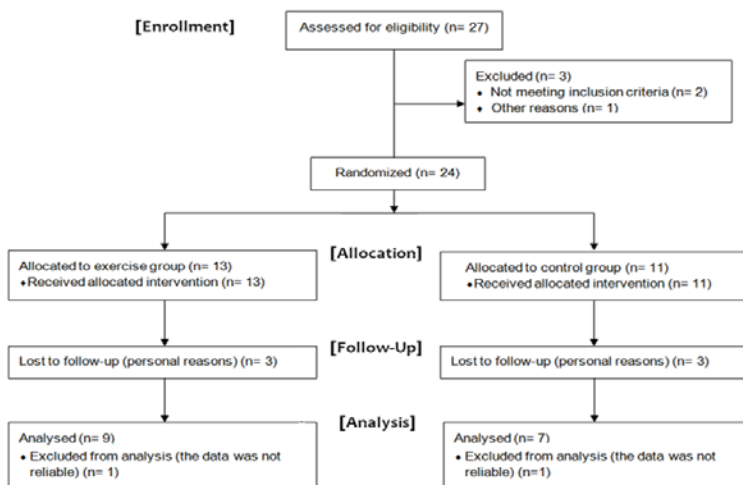 [Enrollment]
Assessed for eligibility (n= 27)
Excluded (n= 3)
⬥ Not meeting inclusion criteria (n= 2)
⬥ Other reasons (n= 1)
Randomized (n= 24)
[Allocation]
Allocated to exercise group (n= 13)
⬥Received allocated intervention (n= 13)
Allocated to control group (n= 11)
⬥Received allocated intervention (n= 11)
[Follow-Up]
Lost to follow-up (personal reasons) (n= 3)
Lost to follow-up (personal reasons) (n= 3)
[Analysis]
Analysed (n= 9)
⬥ Excluded from analysis (the data was not
reliable) (n= 1)
Analysed (n= 7)
⬥ Excluded from analysis (the data was not
reliable) (n=1)